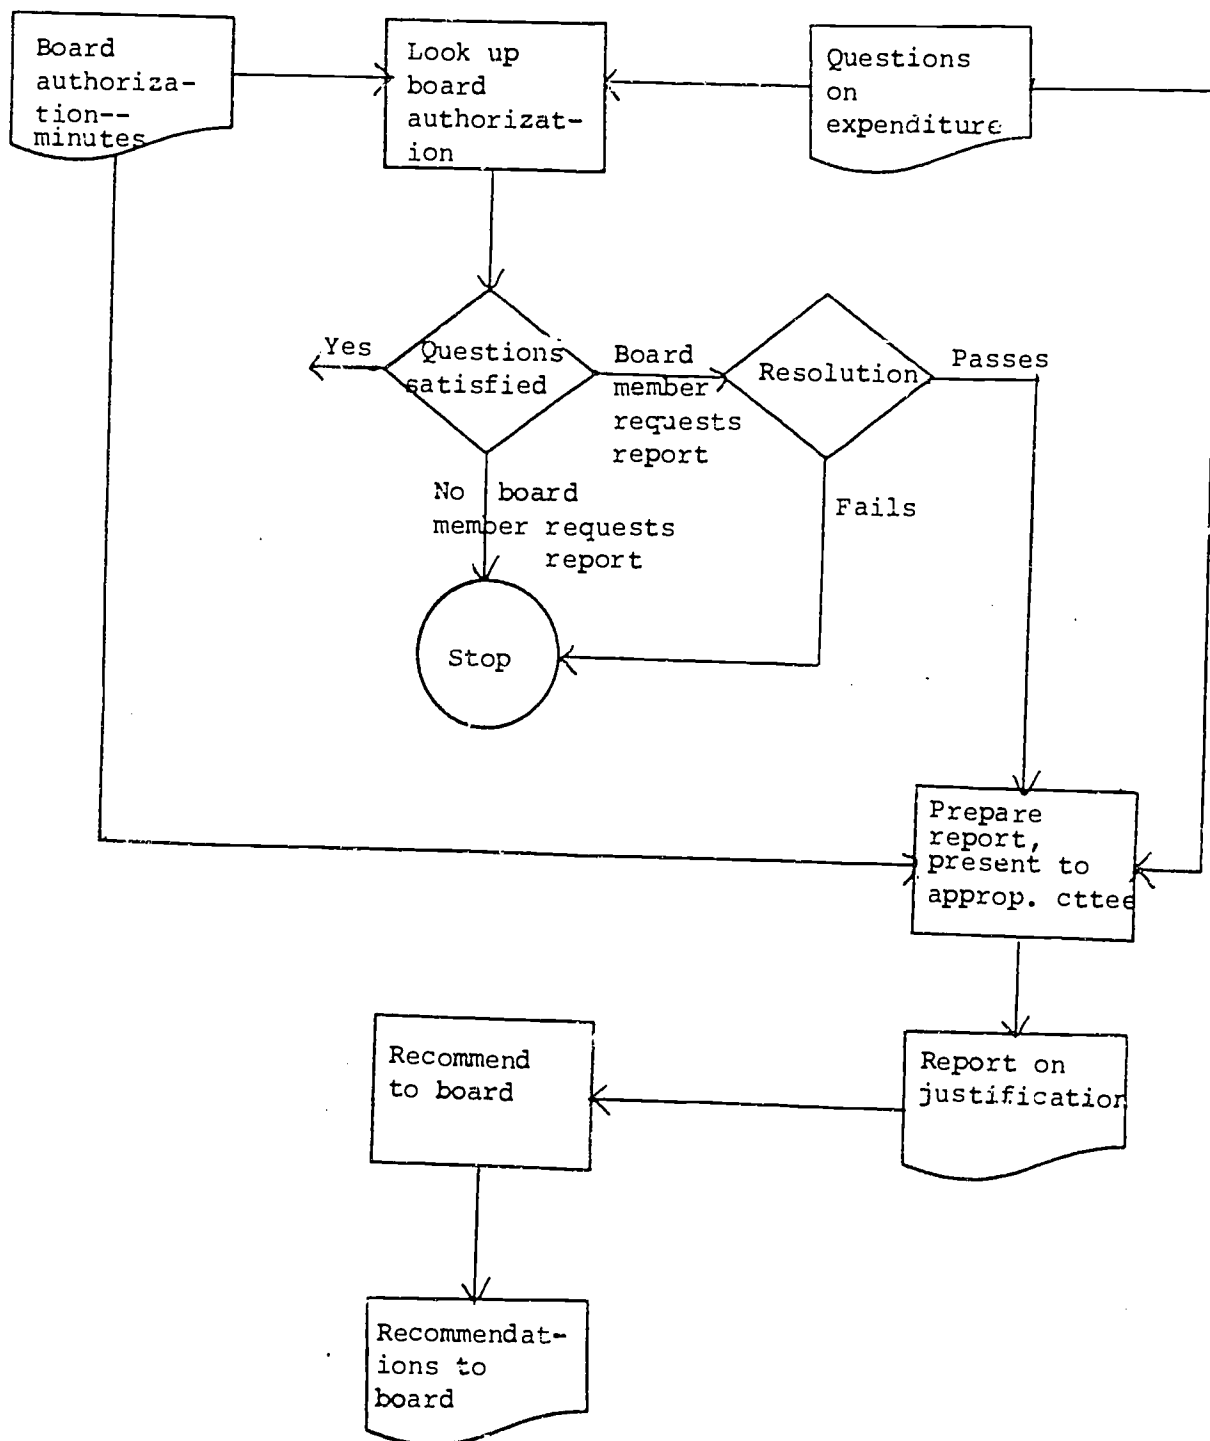 Board
authoriza-
tion--
minutes
Look up
board
authorizat-
ion
Questions
on
expenditure
Yes
Questions
satisfied
Board
member
requests
report
Resolution
Passes
No board
member requests
report
Fails
Stop
Prepare
report,
present to
approp. cttee
Report on
justification
Recommend
to board
Recommendat-
ions to
board